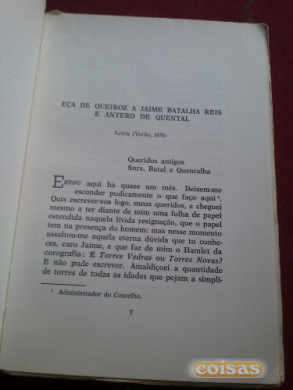 EÇA DE QUEIROZ A JAIME BATALHA REIS
E ANTERO DE QUENTAL
Leiria (Verão, 1870)
Queridos amigos
Snrs. Batal e Quentalha
ESTOU aqui há quase um mês. Deixem-me
esconder pudicamente o que faço aqui ¹.
Quis escrever-vos logo, meus queridos, e cheguei
mesmo a ter diante de mim uma folha de papel
estendida naquela lívida resignação, que o papel
tem na presença do homem: mas nesse momento
assaltou-me aquela eterna dúvida que tu conhe-
ces, caro Jaime, e que faz de mim o Hamlet da
corografia: É Torres Vedras ou Torres Novas?
E não pude escrever. Amaldiçoei a quantidade
de torres de todas as idades que pejam a simpli-
¹ Administrador do Concelho.
7
coisas